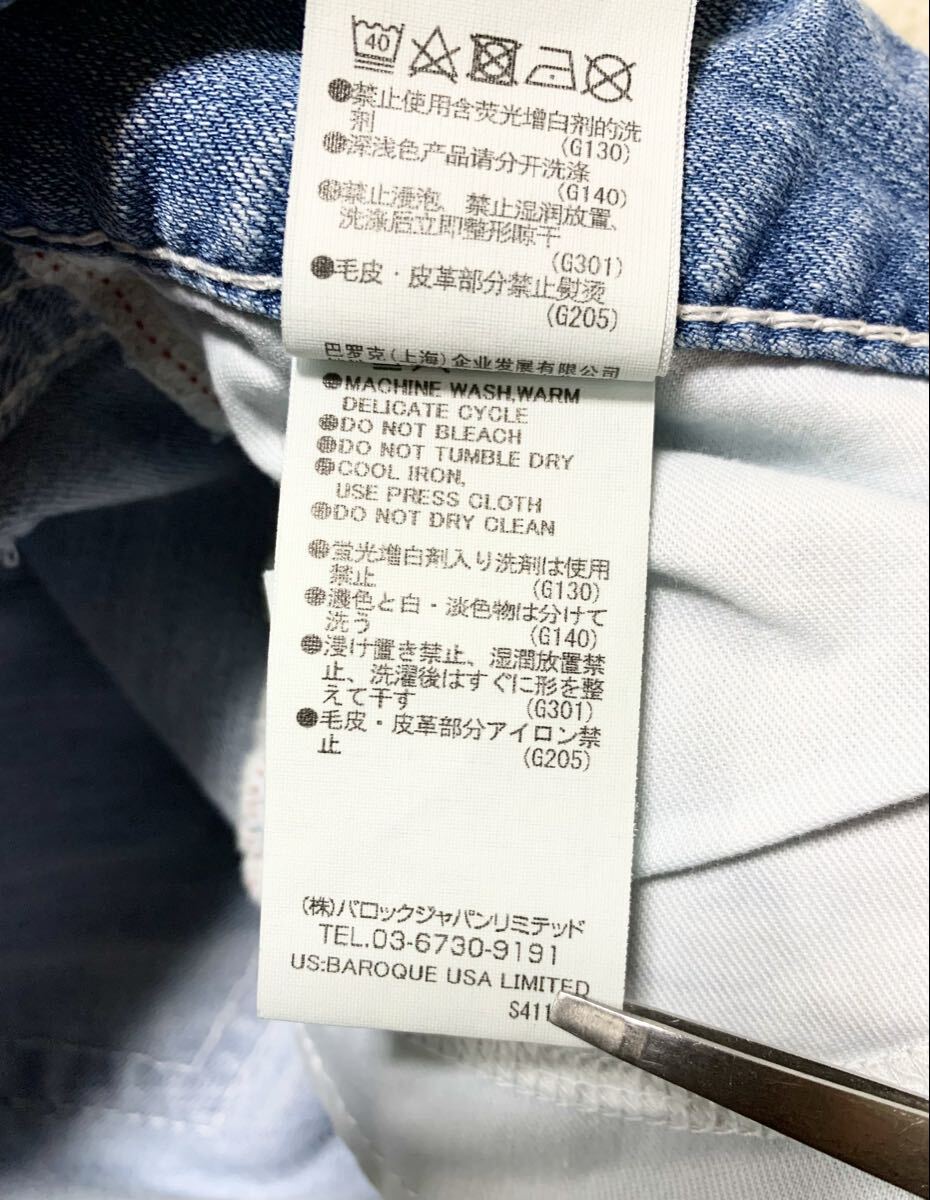 40
禁止使用含荧光增白剂的洗
剂
(G130)
深浅色产品请分开洗涤
(G140)
禁止浸泡、禁止湿润放置、
洗涤后立即整形晾干
(G301)
毛皮・皮革部分禁止熨烫
(G205)
巴罗克(上海)企业发展有限公司
MACHINE WASH,WARM
DELICATE CYCLE
DO NOT BLEACH
DO NOT TUMBLE DRY
COOL IRON,
USE PRESS CLOTH
DO NOT DRY CLEAN
蛍光増白剤入り洗剤は使用
禁止
(G130)
濃色と白・淡色物は分けて
洗う
(G140)
浸け置き禁止、湿潤放置禁
止、洗濯後はすぐに形を整
えて干す
(G301)
毛皮・皮革部分アイロン禁
止
(G205)
(株)バロックジャパンリミテッド
TEL.03-6730-9191
US:BAROQUE USA LIMITED
S411